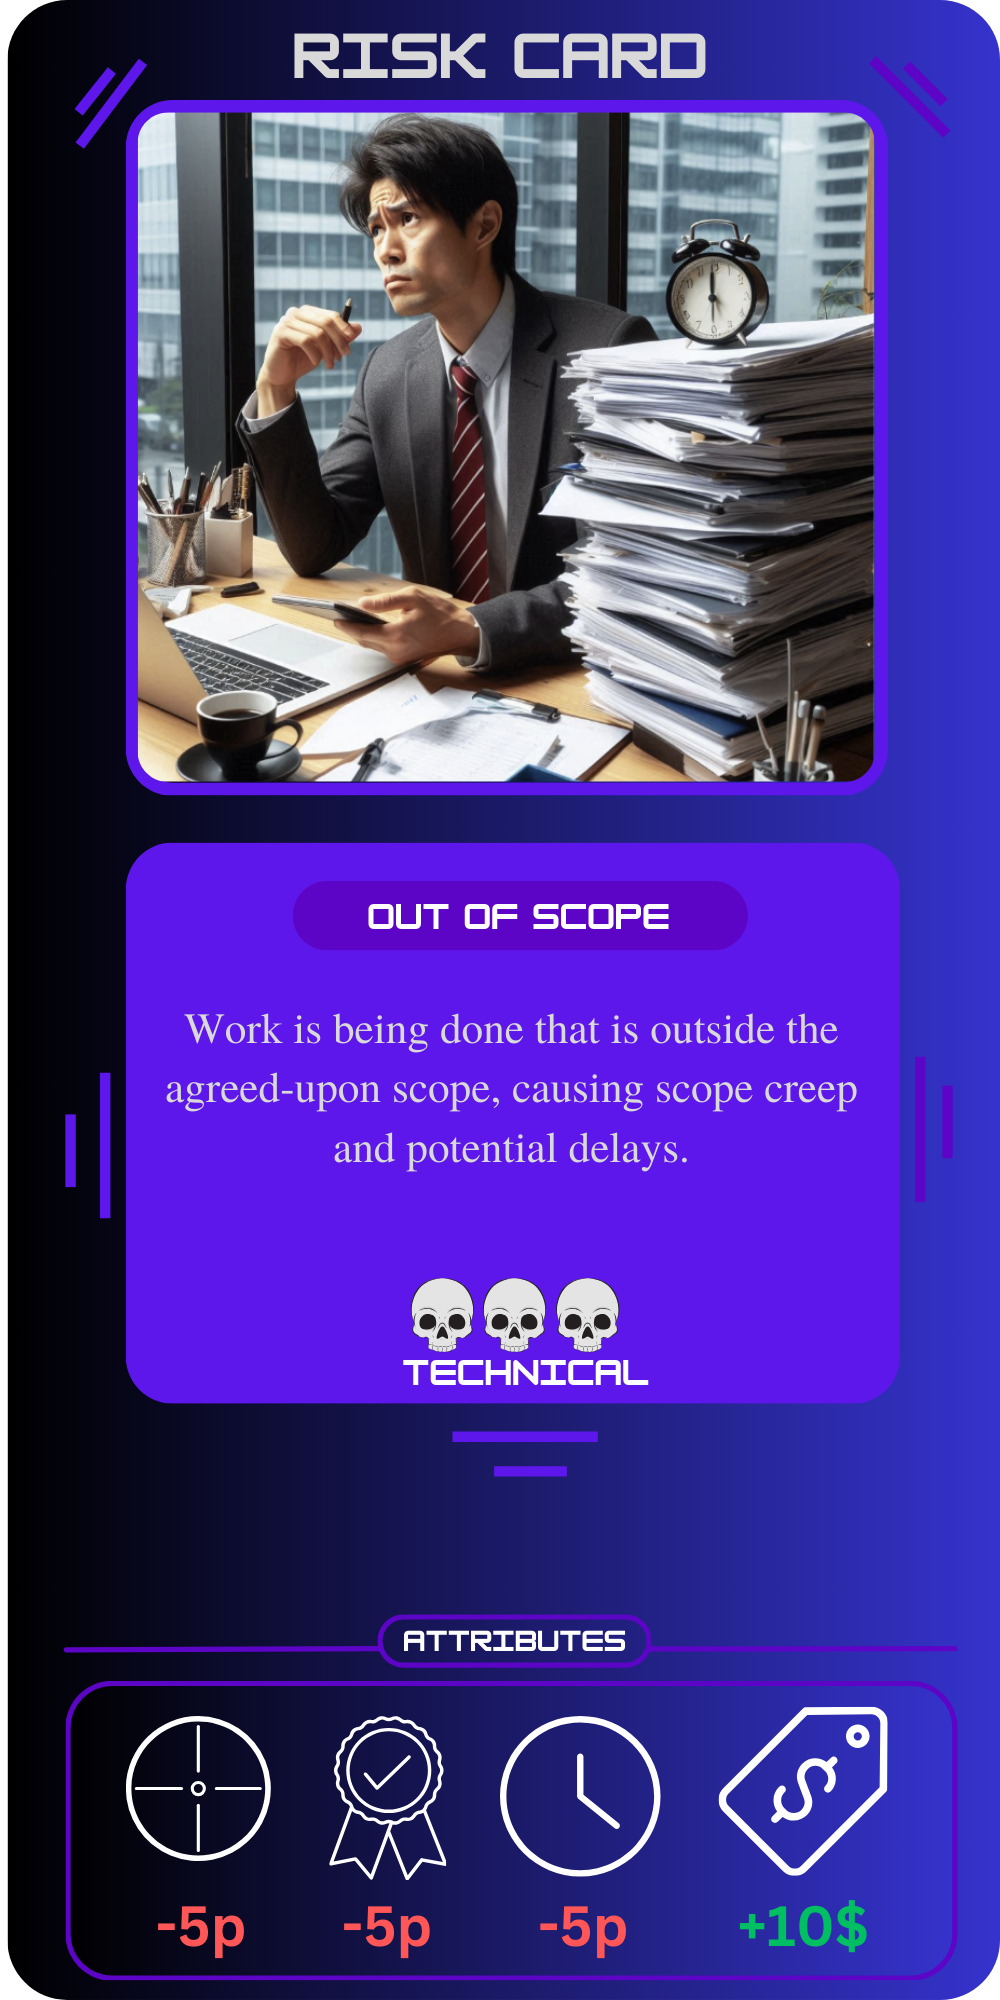 RISK CARD
OUT OF SCOPE
Work is being done that is outside the
agreed-upon scope, causing scope creep
and potential delays.
TECHNICAL
ATTRIBUTES
-5p -5p -5p +10$